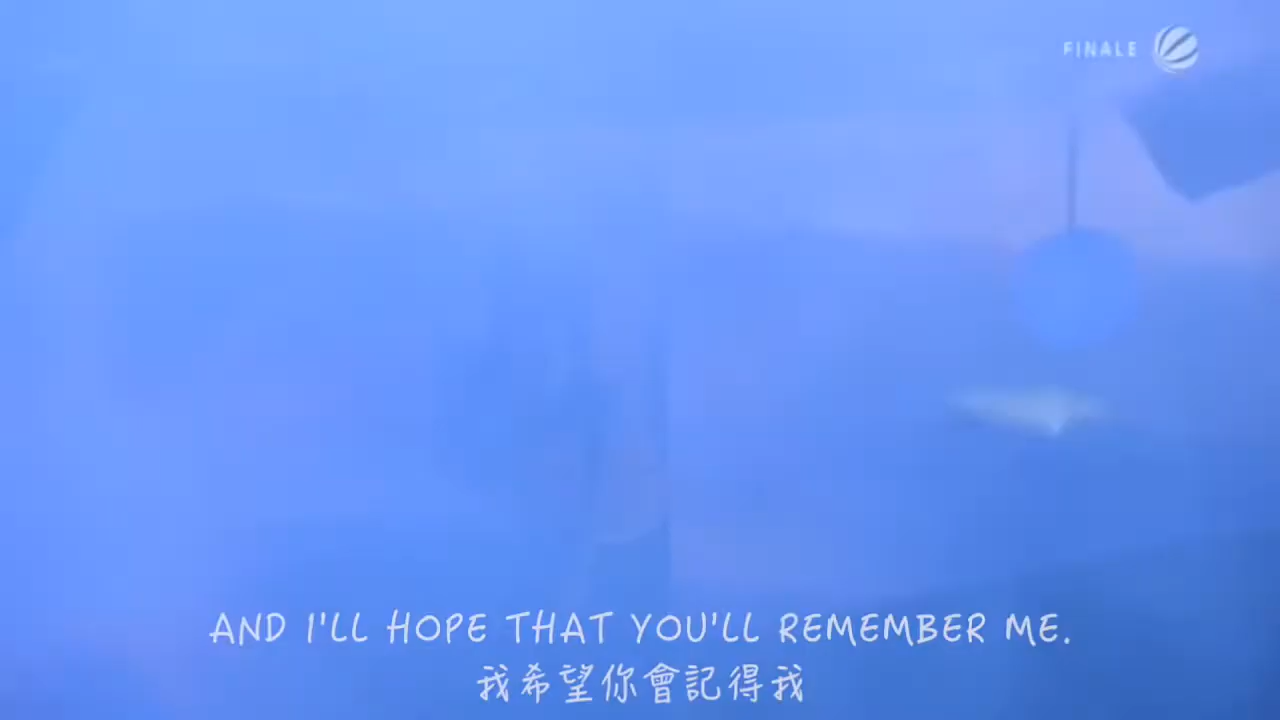 FINALE
AND I'LL HOPE THAT YOU'LL REMEMBER ME.
我希望你會記得我